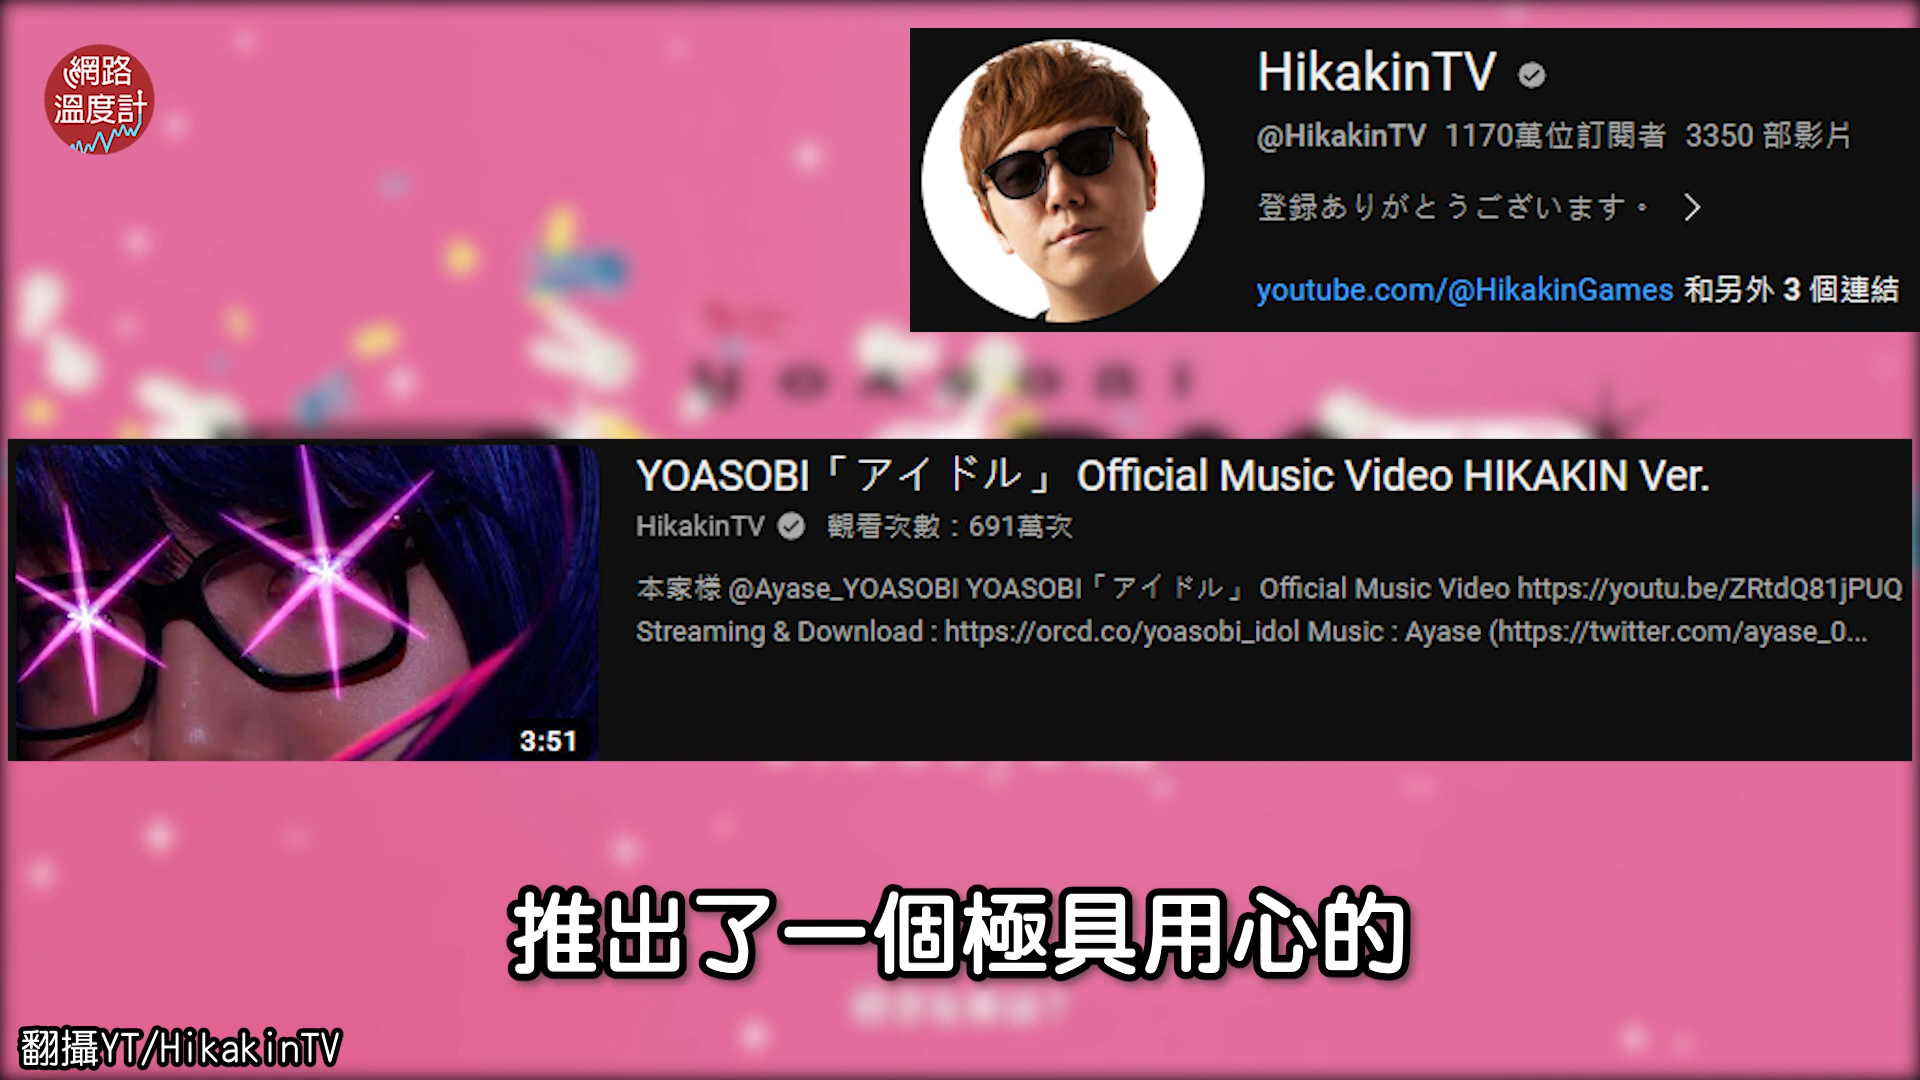 網路
溫度計
HikakinTV
@HikakinTV 1170萬位訂閱者 3350 部影片
登録ありがとうございます。
youtube.com/@HikakinGames 和另外 3 個連結
YOASOBI
YOASOBI「アイドル」 Official Music Video HIKAKIN Ver.
HikakinTV 觀看次數：691萬次
本家様 @Ayase_YOASOBI YOASOBI「アイドル」 Official Music Video https://youtu.be/ZRtdQ81jPUQ
Streaming & Download : https://orcd.co/yoasobi_idol Music : Ayase (https://twitter.com/ayase_0...
3:51
推出了一個極具用心的
翻攝YT/HikakinTV